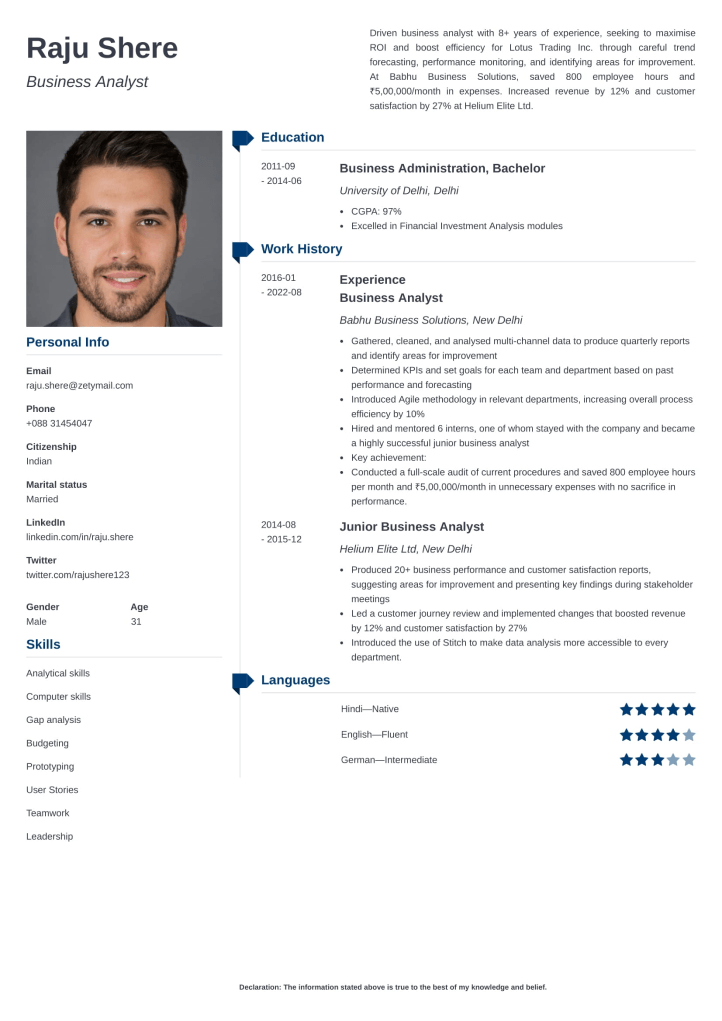 Raju Shere
Business Analyst
Driven business analyst with 8+ years of experience, seeking to maximise
ROI and boost efficiency for Lotus Trading Inc. through careful trend
forecasting, performance monitoring, and identifying areas for improvement.
At Babhu Business Solutions, saved 800 employee hours and
₹5,00,000/month in expenses. Increased revenue by 12% and customer
satisfaction by 27% at Helium Elite Ltd.
Personal Info
Email
raju.shere@zetymail.com
Phone
+088 31454047
Citizenship
Indian
Marital status
Married
LinkedIn
linkedin.com/in/raju.shere
Twitter
twitter.com/rajushere123
Gender Age
Male 31
Skills
Analytical skills
Computer skills
Gap analysis
Budgeting
Prototyping
User Stories
Teamwork
Leadership
Education
2011-09
- 2014-06
Business Administration, Bachelor
University of Delhi, Delhi
• CGPA: 97%
• Excelled in Financial Investment Analysis modules
Work History
2016-01
- 2022-08
Experience
Business Analyst
Babhu Business Solutions, New Delhi
• Gathered, cleaned, and analysed multi-channel data to produce quarterly reports
and identify areas for improvement
• Determined KPIs and set goals for each team and department based on past
performance and forecasting
• Introduced Agile methodology in relevant departments, increasing overall process
efficiency by 10%
• Hired and mentored 6 interns, one of whom stayed with the company and became
a highly successful junior business analyst
• Key achievement:
• Conducted a full-scale audit of current procedures and saved 800 employee hours
per month and ₹5,00,000/month in unnecessary expenses with no sacrifice in
performance.
2014-08
- 2015-12
Junior Business Analyst
Helium Elite Ltd, New Delhi
• Produced 20+ business performance and customer satisfaction reports,
suggesting areas for improvement and presenting key findings during stakeholder
meetings
• Led a customer journey review and implemented changes that boosted revenue
by 12% and customer satisfaction by 27%
• Introduced the use of Stitch to make data analysis more accessible to every
department.
Languages
Hindi—Native
English—Fluent
German—Intermediate
Declaration: The information stated above is true to the best of my knowledge and belief.